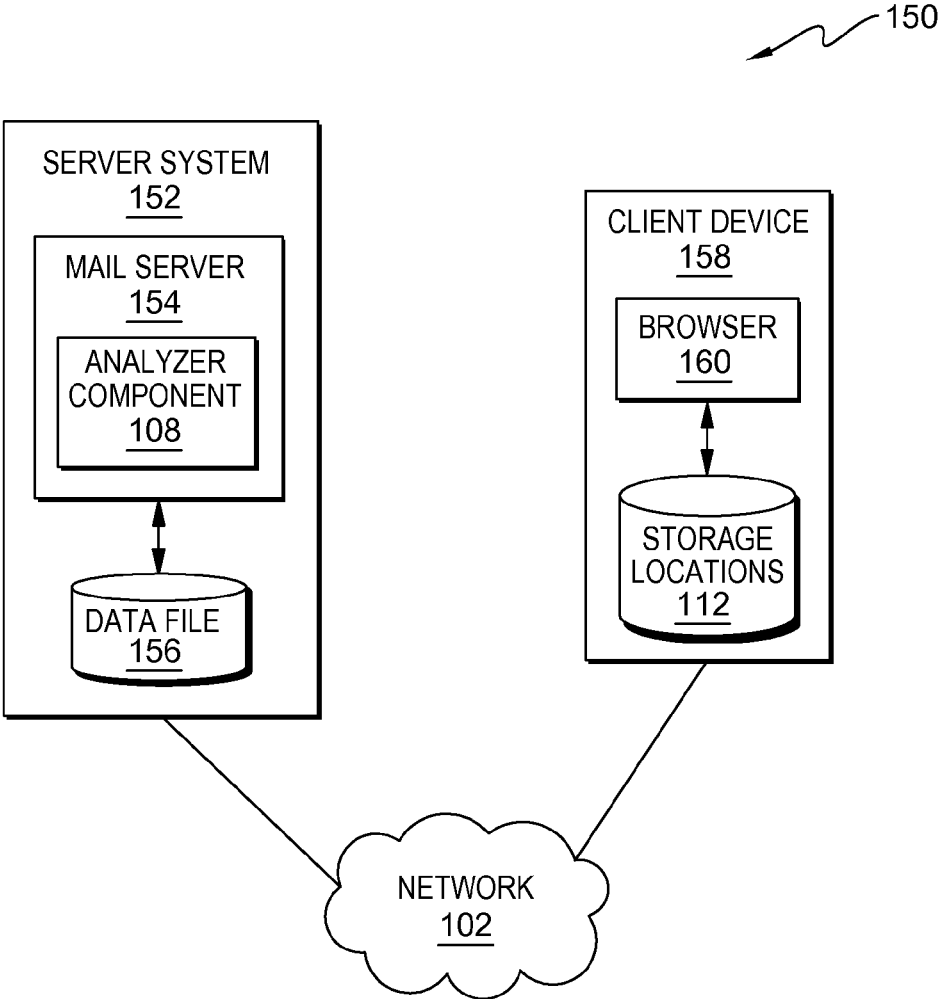 150
SERVER SYSTEM
152
MAIL SERVER
154
ANALYZER
COMPONENT
108
DATA FILE
156
CLIENT DEVICE
158
BROWSER
160
STORAGE
LOCATIONS
112
NETWORK
102